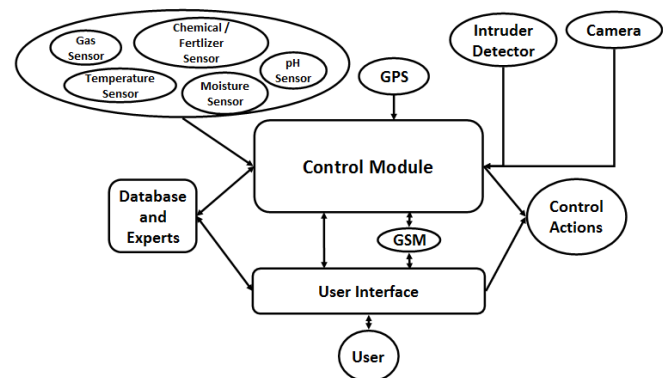 Gas
Sensor
Chemical /
Fertlizer
Sensor
pH
Sensor
Temperature
Sensor
Moisture
Sensor
GPS
Intruder
Detector
Camera
Control Module
Database
and
Experts
GSM
Control
Actions
User Interface
User